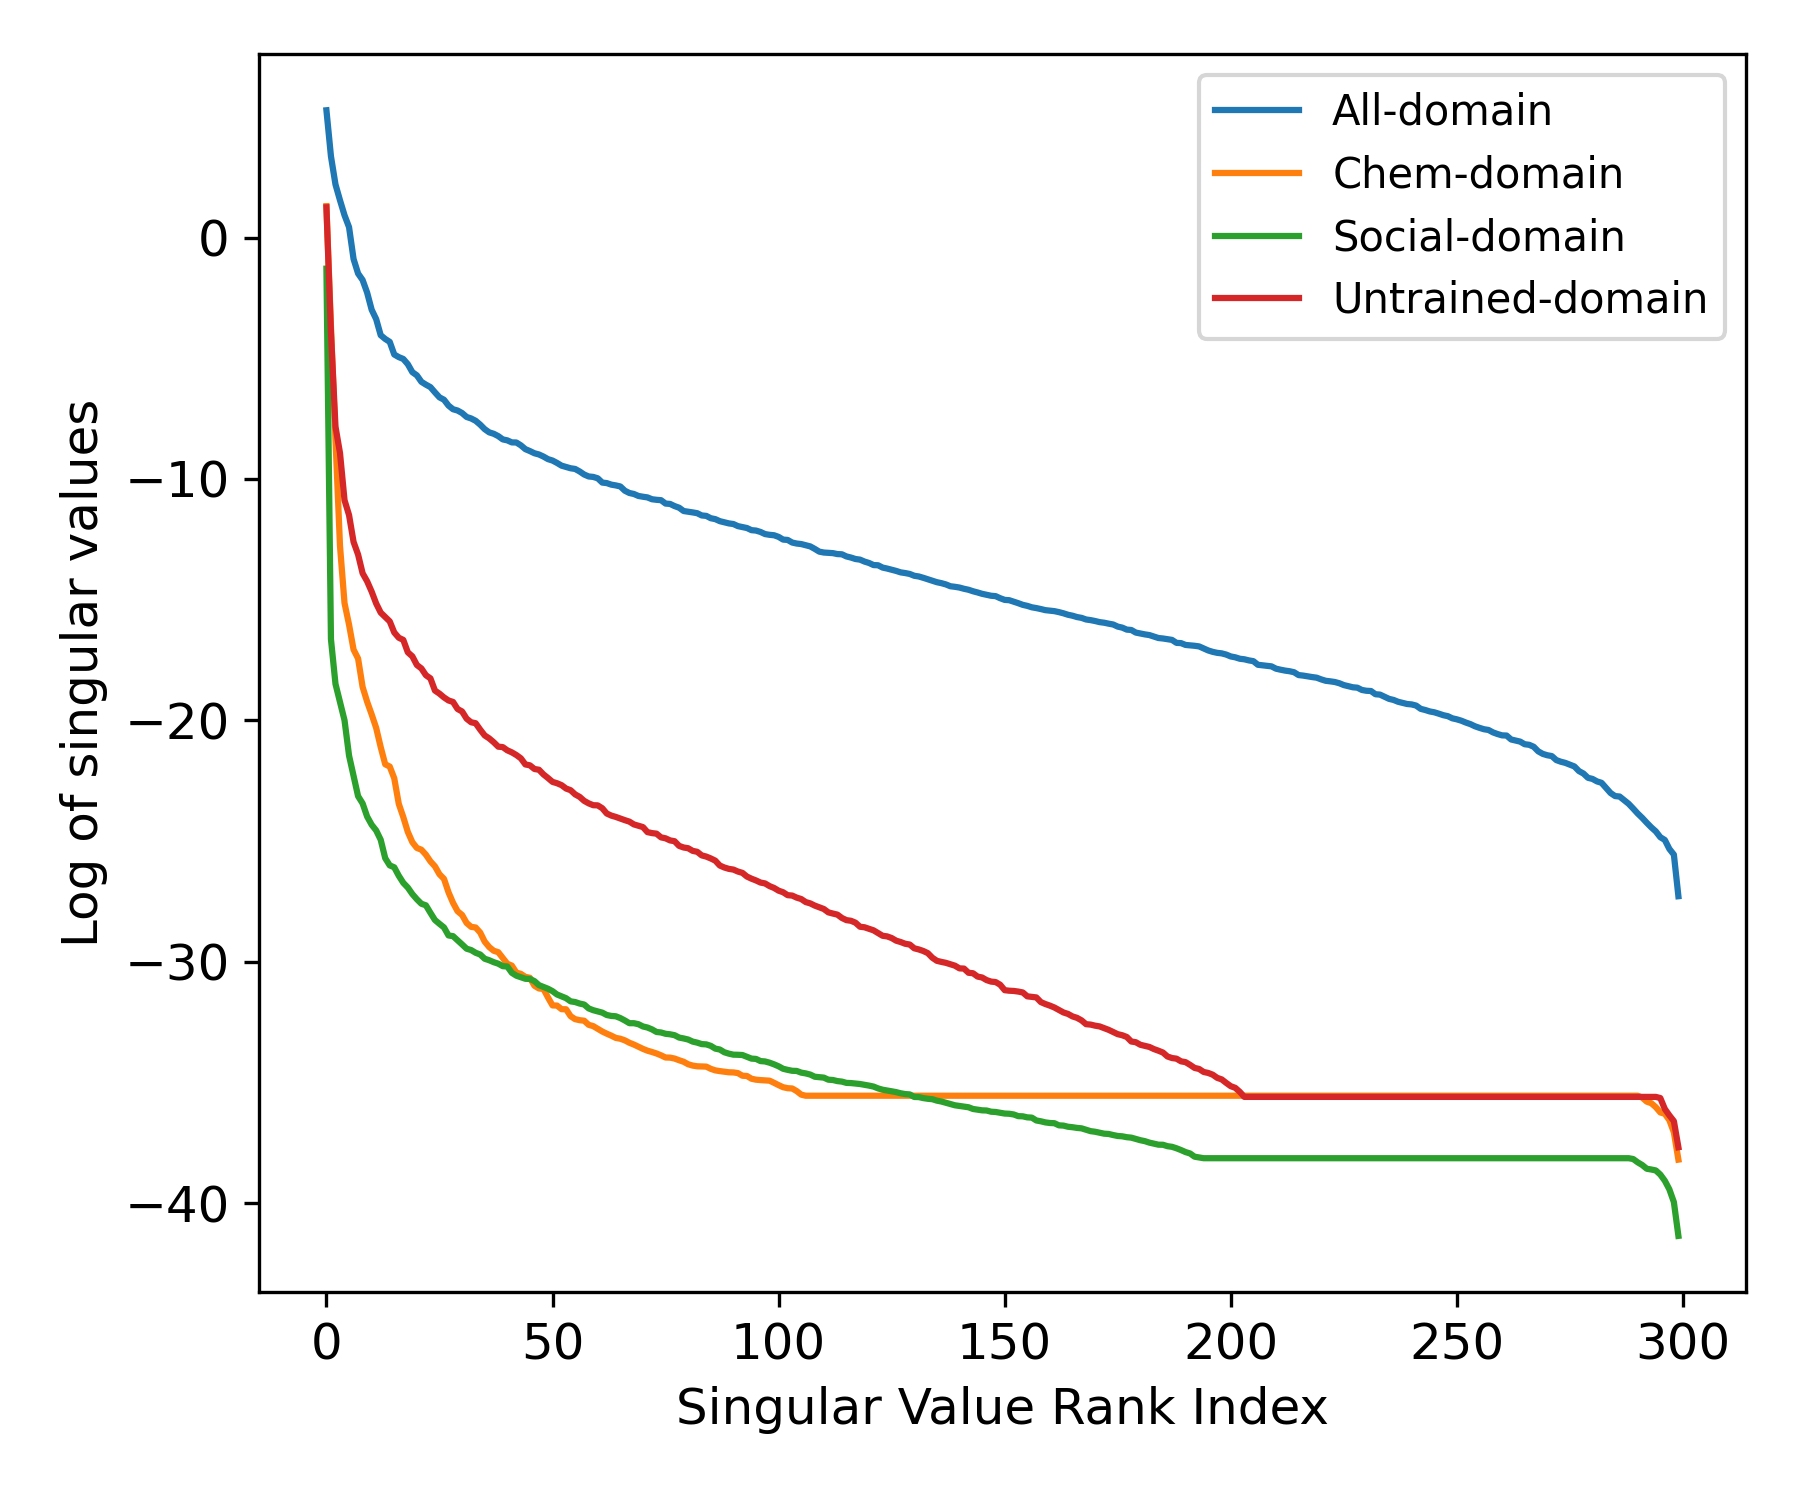 All-domain
Chem-domain
Social-domain
Untrained-domain
Log of singular values
0
−10
−20
−30
−40
0 50 100 150 200 250 300
Singular Value Rank Index